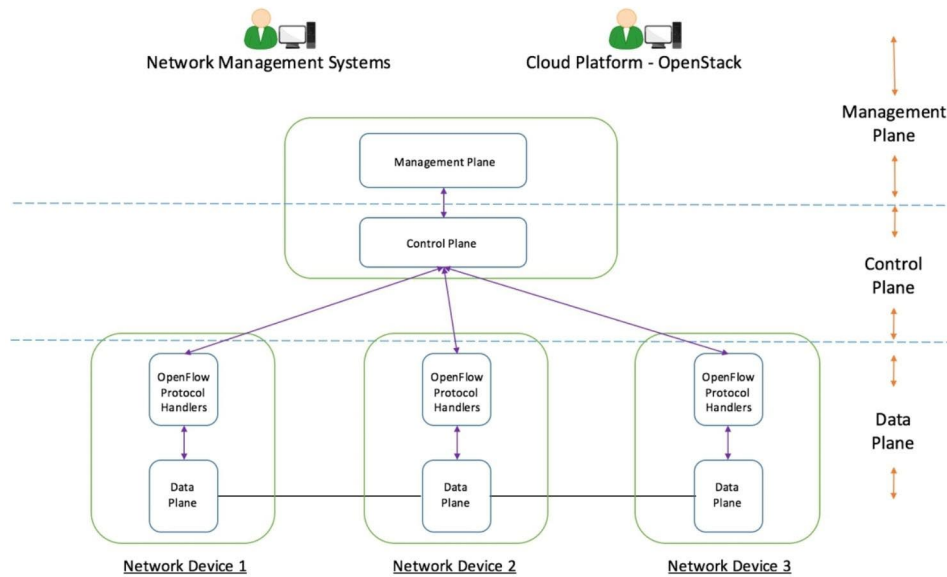 Network Management Systems
Cloud Platform - OpenStack
Management
Plane
Management Plane
Control Plane
Control
Plane
OpenFlow
Protocol
Handlers
OpenFlow
Protocol
Handlers
OpenFlow
Protocol
Handlers
Data
Plane
Data
Plane
Data
Plane
Data
Plane
Network Device 1
Network Device 2
Network Device 3